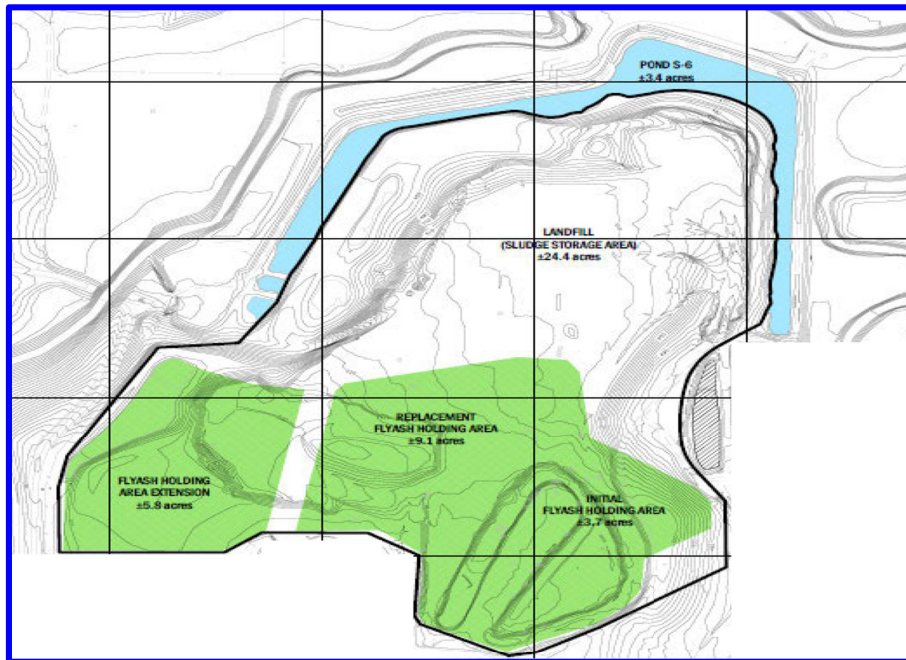 POND S-6
±3.4 acres
LANDFILL
(SLUDGE STORAGE AREA)
±24.4 acres
REPLACEMENT
FLYASH HOLDING AREA
±9.1 acres
FLYASH HOLDING
AREA EXTENSION
±5.8 acres
INITIAL
FLYASH HOLDING AREA
±3.7 acres